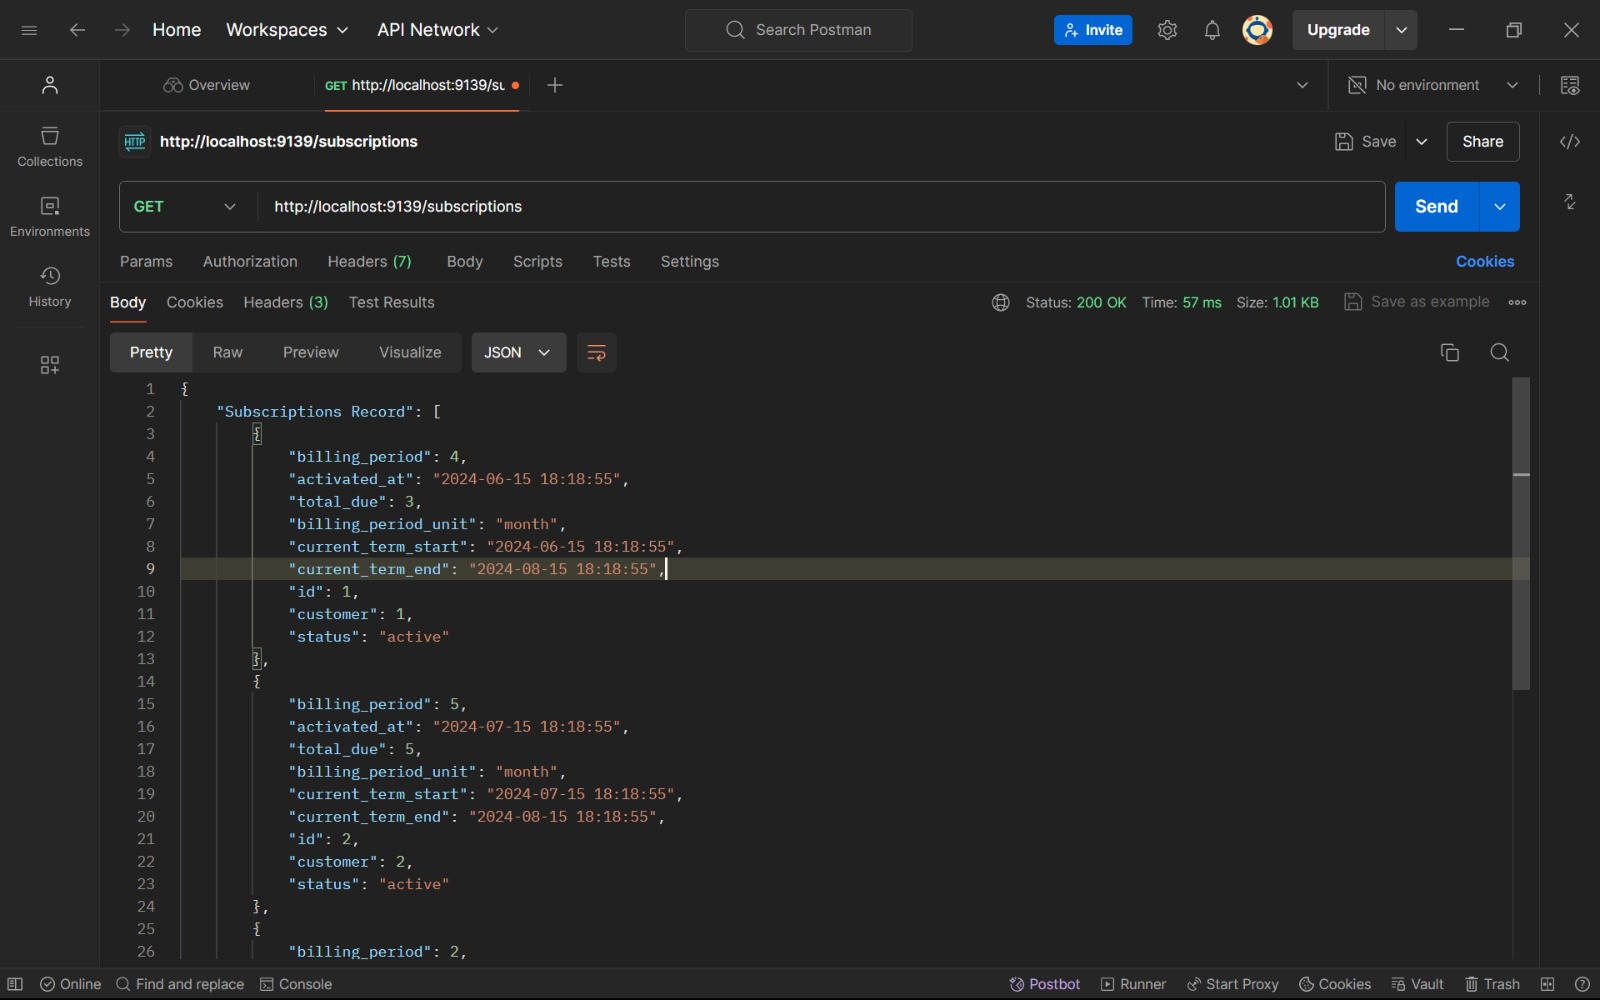 Home Workspaces API Network Search Postman Invite Upgrade
Overview GET http://localhost:9139/su No environment
HTTP http://localhost:9139/subscriptions Save Share
Collections
GET http://localhost:9139/subscriptions Send
Environments
Params Authorization Headers (7) Body Scripts Tests Settings Cookies
History
Body Cookies Headers (3) Test Results Status: 200 OK Time: 57 ms Size: 1.01 KB Save as example
Pretty Raw Preview Visualize JSON
1 {
2 "Subscriptions Record": [
3 {
4 "billing_period": 4,
5 "activated_at": "2024-06-15 18:18:55",
6 "total_due": 3,
7 "billing_period_unit": "month",
8 "current_term_start": "2024-06-15 18:18:55",
9 "current_term_end": "2024-08-15 18:18:55",
10 "id": 1,
11 "customer": 1,
12 "status": "active"
13 },
14 {
15 "billing_period": 5,
16 "activated_at": "2024-07-15 18:18:55",
17 "total_due": 5,
18 "billing_period_unit": "month",
19 "current_term_start": "2024-07-15 18:18:55",
20 "current_term_end": "2024-08-15 18:18:55",
21 "id": 2,
22 "customer": 2,
23 "status": "active"
24 },
25 {
26 "billing_period": 2,
Online Find and replace Console Postbot Runner Start Proxy Cookies Vault Trash